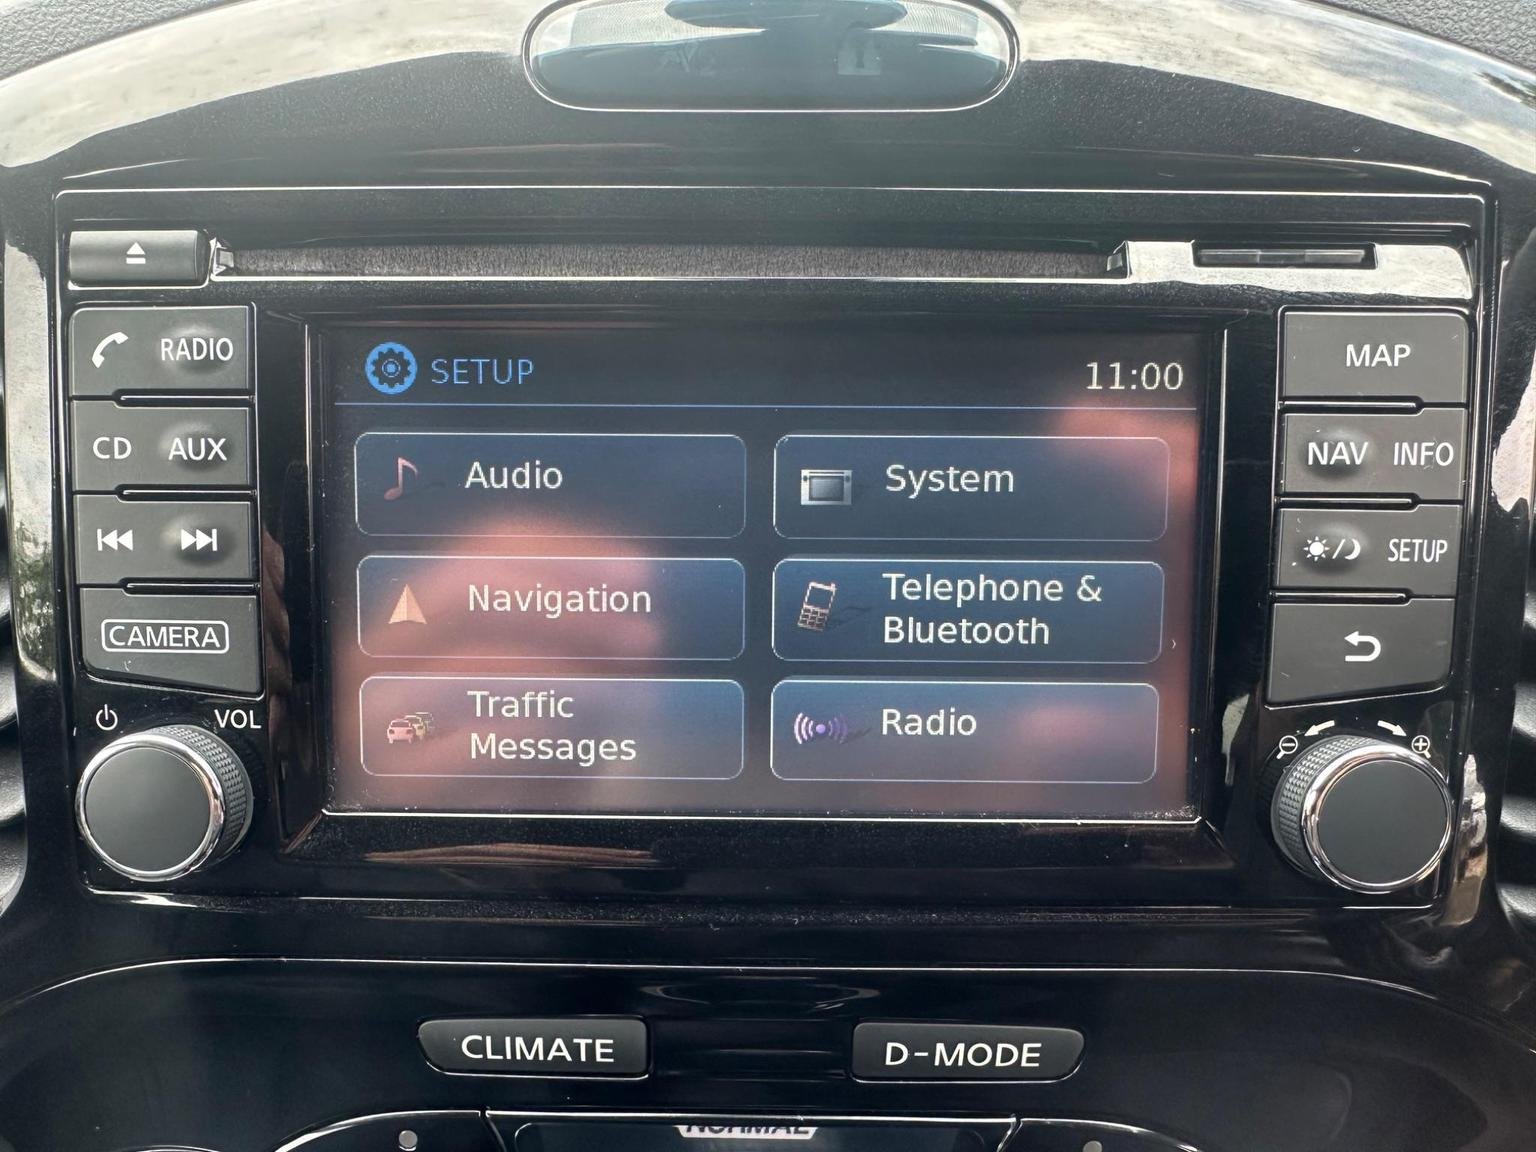 RADIO
CD AUX
CAMERA
VOL
SETUP
11:00
Audio
System
Navigation
Telephone &
Bluetooth
Traffic
Messages
Radio
MAP
NAV INFO
SETUP
CLIMATE
D-MODE
NORMAL